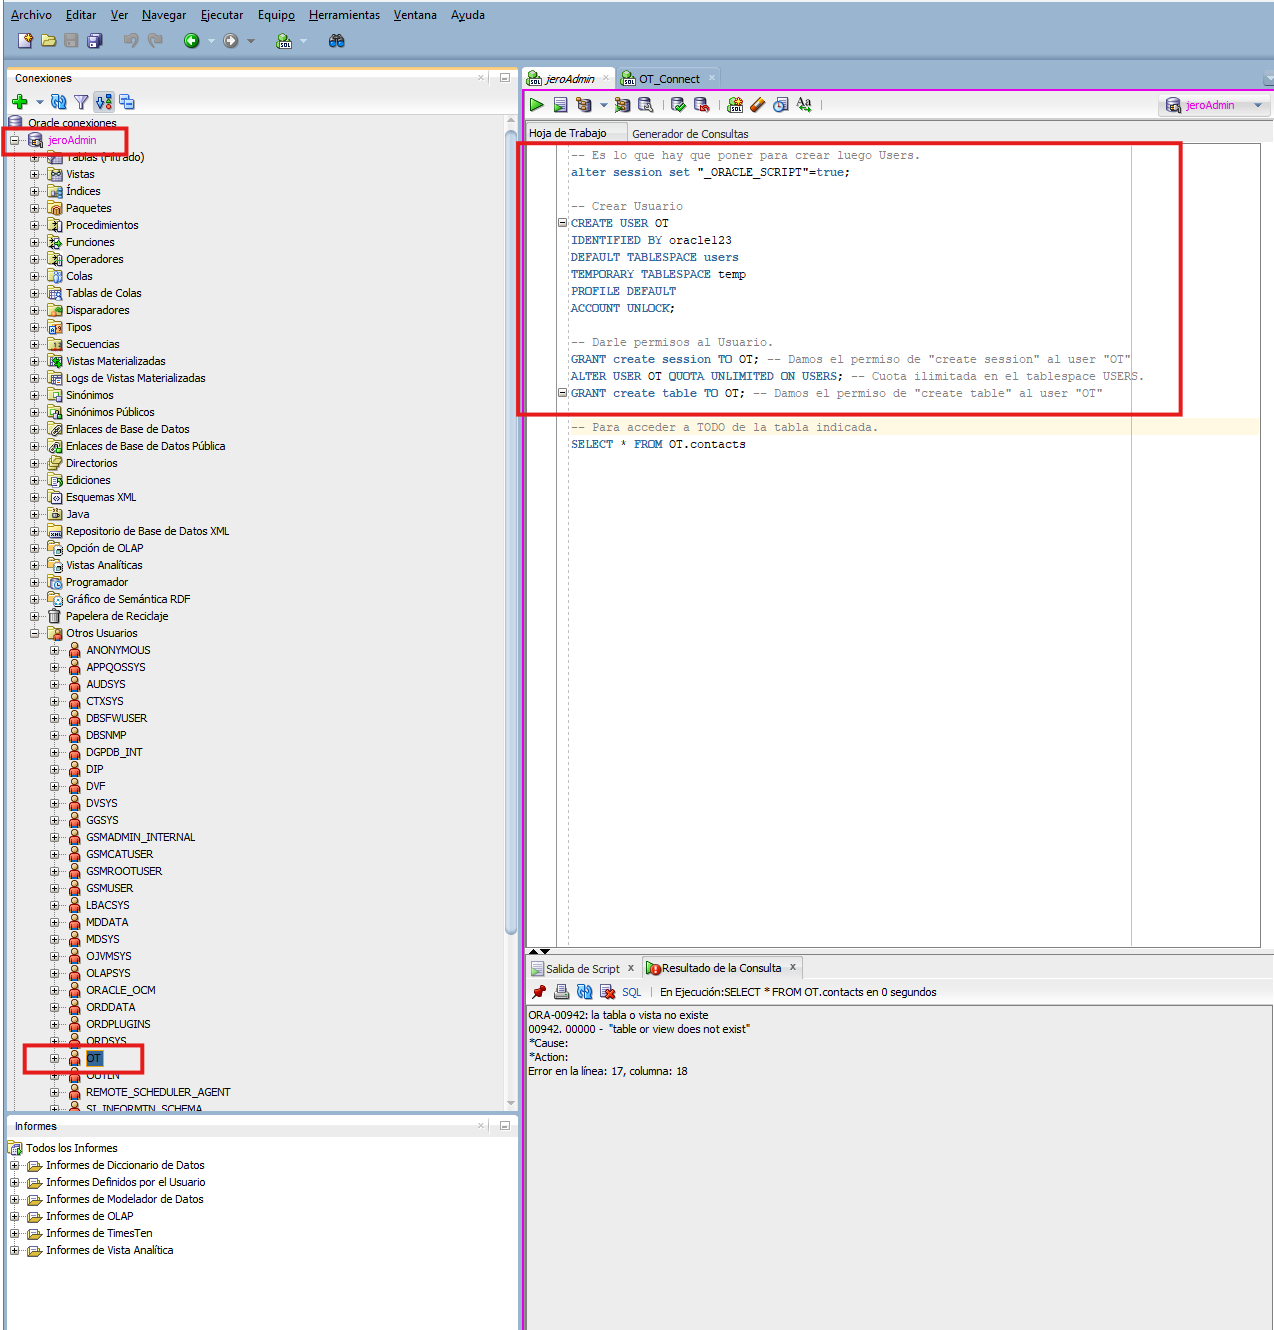 Archivo Editar Ver Navegar Ejecutar Equipo Herramientas Ventana Ayuda
Conexiones
Oracle conexiones
jeroAdmin
Tablas (Filtrado)
Vistas
Índices
Paquetes
Procedimientos
Funciones
Operadores
Colas
Tablas de Colas
Disparadores
Tipos
Secuencias
Vistas Materializadas
Logs de Vistas Materializadas
Sinónimos
Sinónimos Públicos
Enlaces de Base de Datos
Enlaces de Base de Datos Pública
Directorios
Ediciones
Esquemas XML
Java
Repositorio de Base de Datos XML
Opción de OLAP
Vistas Analíticas
Programador
Gráfico de Semántica RDF
Papelera de Reciclaje
Otros Usuarios
ANONYMOUS
APPQOSSYS
AUDSYS
CTXSYS
DBSFWUSER
DBSNMP
DGPDB_INT
DIP
DVF
DVSYS
GGSYS
GSMADMIN_INTERNAL
GSMCATUSER
GSMROOTUSER
GSMUSER
LBACSYS
MDDATA
MDSYS
OJVMSYS
OLAPSYS
ORACLE_OCM
ORDDATA
ORDPLUGINS
ORDSYS
OT
OUTLN
REMOTE_SCHEDULER_AGENT
SI_INFORMTN_SCHEMA
Informes
Todos los Informes
Informes de Diccionario de Datos
Informes Definidos por el Usuario
Informes de Modelador de Datos
Informes de OLAP
Informes de TimesTen
Informes de Vista Analítica
jeroAdmin OT_Connect
jeroAdmin
Hoja de Trabajo Generador de Consultas
-- Es lo que hay que poner para crear luego Users.
alter session set "_ORACLE_SCRIPT"=true;
-- Crear Usuario
CREATE USER OT
IDENTIFIED BY oracle123
DEFAULT TABLESPACE users
TEMPORARY TABLESPACE temp
PROFILE DEFAULT
ACCOUNT UNLOCK;
-- Darle permisos al Usuario.
GRANT create session TO OT; -- Damos el permiso de "create session" al user "OT"
ALTER USER OT QUOTA UNLIMITED ON USERS; -- Cuota ilimitada en el tablespace USERS.
GRANT create table TO OT; -- Damos el permiso de "create table" al user "OT"
-- Para acceder a TODO de la tabla indicada.
SELECT * FROM OT.contacts
Salida de Script x Resultado de la Consulta x
SQL | En Ejecución:SELECT * FROM OT.contacts en 0 segundos
ORA-00942: la tabla o vista no existe
00942. 00000 - "table or view does not exist"
*Cause:
*Action:
Error en la línea: 17, columna: 18